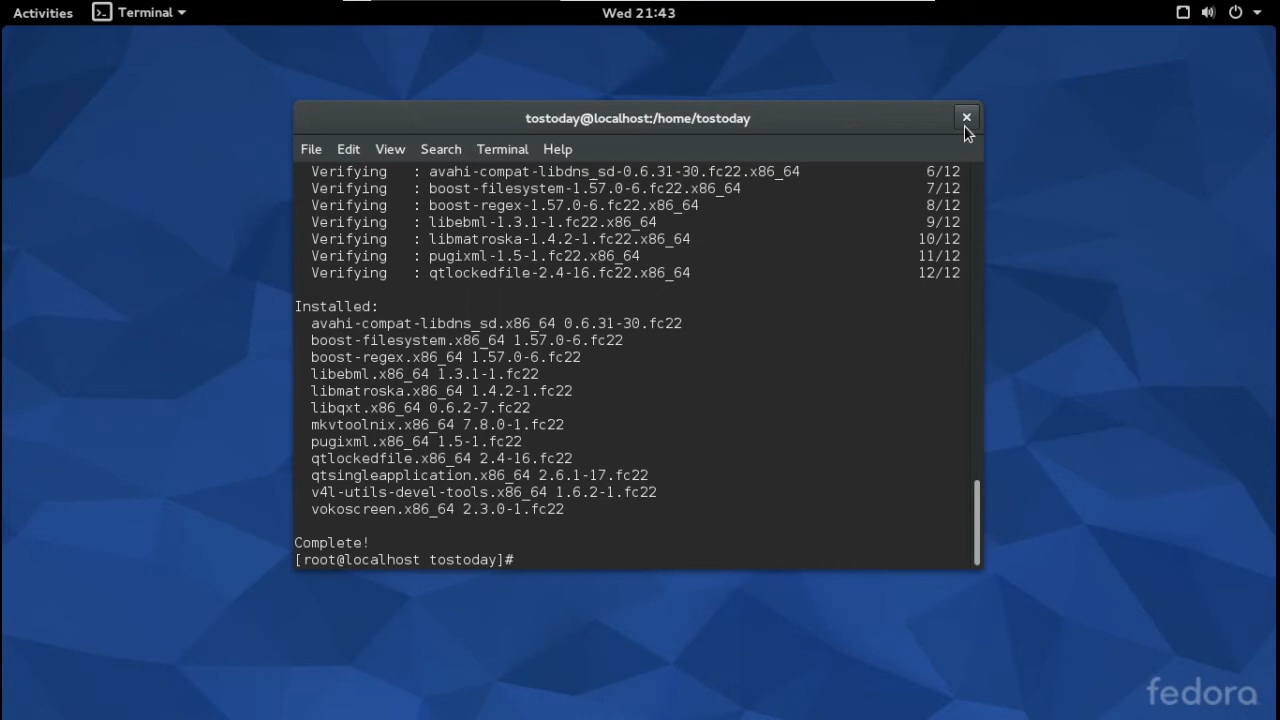 Activities Terminal Wed 21:43
tostoday@localhost:/home/tostoday
File Edit View Search Terminal Help
Verifying : avahi-compat-libdns_sd-0.6.31-30.fc22.x86_64 6/12
Verifying : boost-filesystem-1.57.0-6.fc22.x86_64 7/12
Verifying : boost-regex-1.57.0-6.fc22.x86_64 8/12
Verifying : libebml-1.3.1-1.fc22.x86_64 9/12
Verifying : libmatroska-1.4.2-1.fc22.x86_64 10/12
Verifying : pugixml-1.5-1.fc22.x86_64 11/12
Verifying : qtlockedfile-2.4-16.fc22.x86_64 12/12
Installed:
avahi-compat-libdns_sd.x86_64 0.6.31-30.fc22
boost-filesystem.x86_64 1.57.0-6.fc22
boost-regex.x86_64 1.57.0-6.fc22
libebml.x86_64 1.3.1-1.fc22
libmatroska.x86_64 1.4.2-1.fc22
libqxt.x86_64 0.6.2-7.fc22
mkvtoolnix.x86_64 7.8.0-1.fc22
pugixml.x86_64 1.5-1.fc22
qtlockedfile.x86_64 2.4-16.fc22
qtsingleapplication.x86_64 2.6.1-17.fc22
v4l-utils-devel-tools.x86_64 1.6.2-1.fc22
vokoscreen.x86_64 2.3.0-1.fc22
Complete!
[root@localhost tostoday]#
fedora